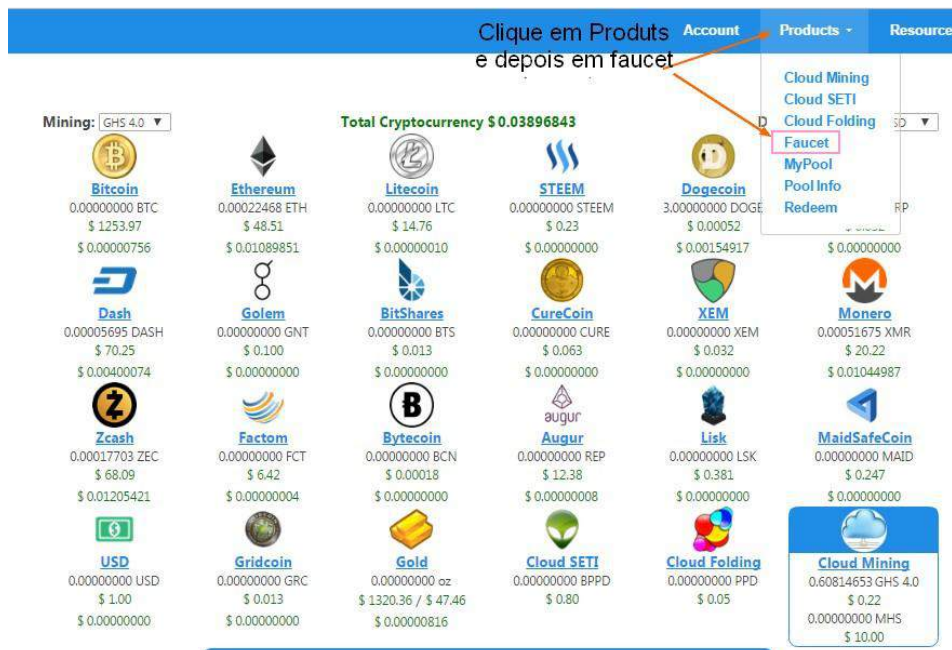 Clique em Produts
e depois em faucet
Account Products Resource
Cloud Mining
Cloud SETI
Cloud Folding
Faucet
MyPool
Pool Info
Redeem
Mining: GHS 4.0
Total Cryptocurrency $ 0.03896843
D
Bitcoin Ethereum Litecoin STEEM Dogecoin
0.00000000 BTC 0.00022468 ETH 0.00000000 LTC 0.00000000 STEEM 3.00000000 DOGE RP
$ 1253.97 $ 48.51 $ 14.76 $ 0.23 $ 0.00052
$ 0.00000756 $ 0.01089851 $ 0.00000010 $ 0.00000000 $ 0.00154917 $ 0.00000000
Dash Golem BitShares CureCoin XEM Monero
0.00005695 DASH 0.00000000 GNT 0.00000000 BTS 0.00000000 CURE 0.00000000 XEM 0.00051675 XMR
$ 70.25 $ 0.100 $ 0.013 $ 0.063 $ 0.032 $ 20.22
$ 0.00400074 $ 0.00000000 $ 0.00000000 $ 0.00000000 $ 0.00000000 $ 0.01044987
augur
Zcash Factom Bytecoin Augur Lisk MaidSafeCoin
0.00017703 ZEC 0.00000000 FCT 0.00000000 BCN 0.00000000 REP 0.00000000 LSK 0.00000000 MAID
$ 68.09 $ 6.42 $ 0.00018 $ 12.38 $ 0.381 $ 0.247
$ 0.01205421 $ 0.00000004 $ 0.00000000 $ 0.00000008 $ 0.00000000 $ 0.00000000
USD Gridcoin Gold Cloud SETI Cloud Folding Cloud Mining
0.00000000 USD 0.00000000 GRC 0.00000000 oz 0.00000000 BPPD 0.00000000 PPD 0.60814653 GHS 4.0
$ 1.00 $ 0.013 $ 1320.36 / $ 47.46 $ 0.80 $ 0.05 $ 0.22
$ 0.00000000 $ 0.00000000 $ 0.00000816 0.00000000 MHS
$ 10.00